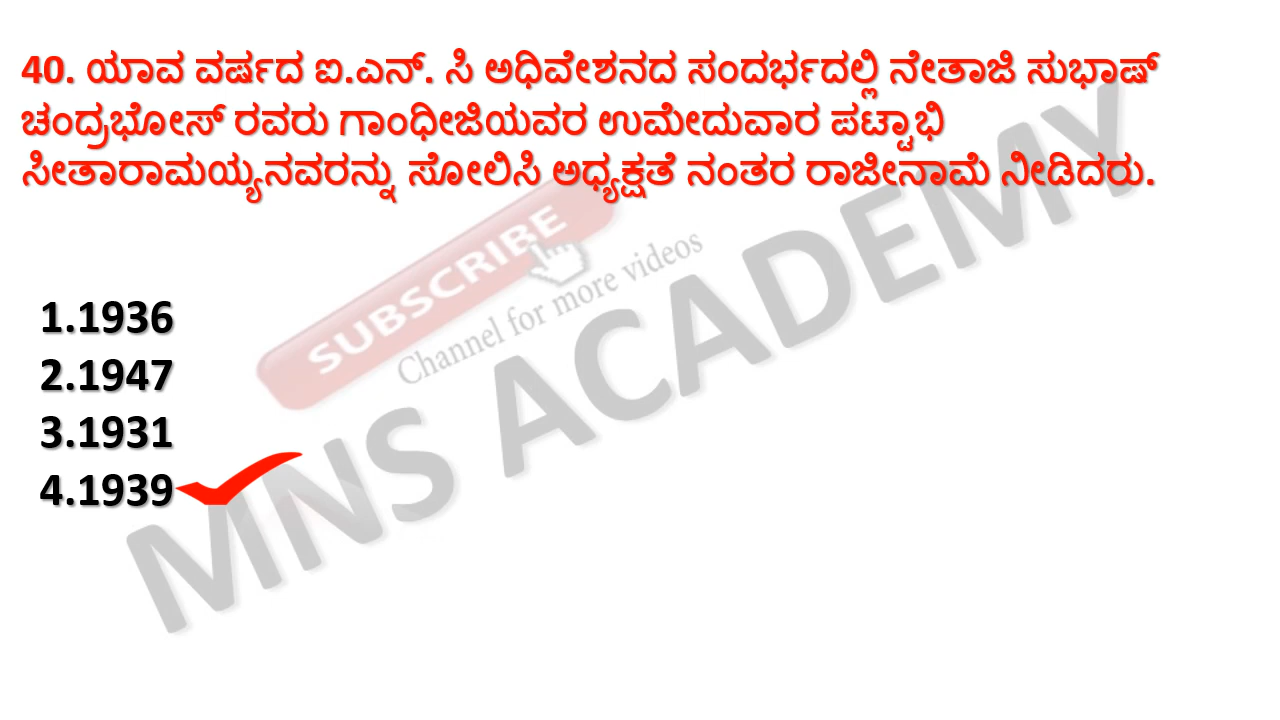 40. ಯಾವ ವರ್ಷದ ಐ.ಎನ್. ಸಿ ಅಧಿವೇಶನದ ಸಂದರ್ಭದಲ್ಲಿ ನೇತಾಜಿ ಸುಭಾಷ್
ಚಂದ್ರಭೋಸ್ ರವರು ಗಾಂಧೀಜಿಯವರ ಉಮೇದುವಾರ ಪಟ್ಟಾಭಿ
ಸೀತಾರಾಮಯ್ಯನವರನ್ನು ಸೋಲಿಸಿ ಅಧ್ಯಕ್ಷತೆ ನಂತರ ರಾಜೀನಾಮೆ ನೀಡಿದರು.
SUBSCRIBE
Channel for more videos
MNS ACADEMY
1.1936
2.1947
3.1931
4.1939